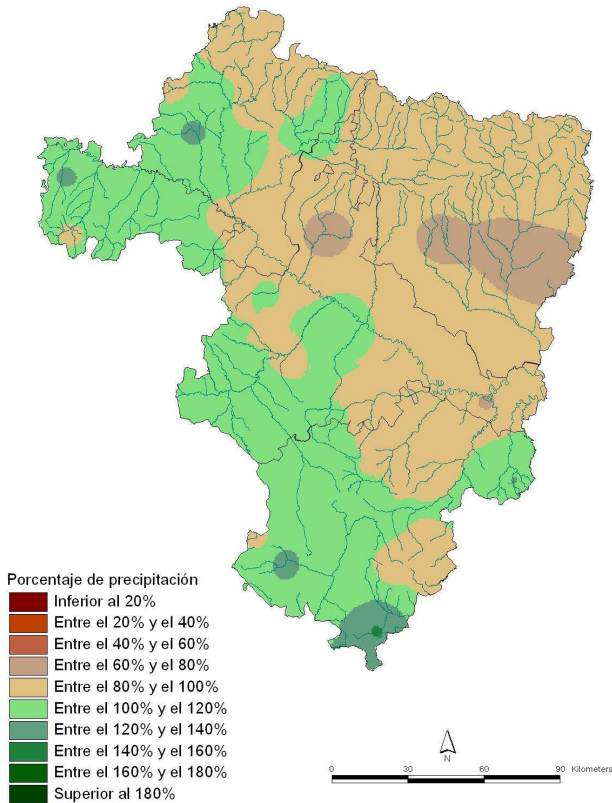 Porcentaje de precipitación
Inferior al 20%
Entre el 20% y el 40%
Entre el 40% y el 60%
Entre el 60% y el 80%
Entre el 80% y el 100%
Entre el 100% y el 120%
Entre el 120% y el 140%
Entre el 140% y el 160%
Entre el 160% y el 180%
Superior al 180%
N
0 30 60 90 Kilometers